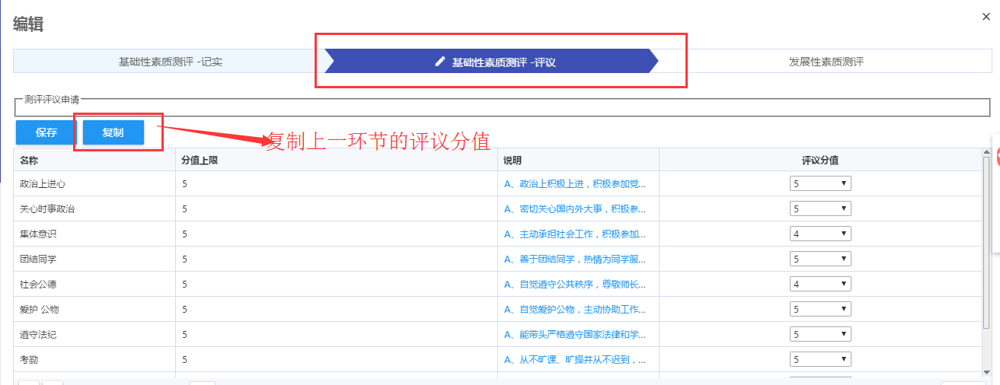 编辑
×
基础性素质测评 -记实
基础性素质测评 -评议
发展性素质测评
测评评议申请
保存
复制
复制上一环节的评议分值
名称 分值上限 说明 评议分值
政治上进心 5 A、政治上积极上进，积极参加党... 5
关心时事政治 5 A、密切关心国内外大事，积极参... 5
集体意识 5 A、主动承担社会工作，积极参加... 4
团结同学 5 A、善于团结同学，热情为同学服... 5
社会公德 5 A、自觉遵守公共秩序，尊敬师长... 4
爱护 公物 5 A、自觉爱护公物，主动协助工作... 5
遵守法纪 5 A、能带头严格遵守国家法律和学... 5
考勤 5 A、从不旷课、旷操并从不迟到，... 5